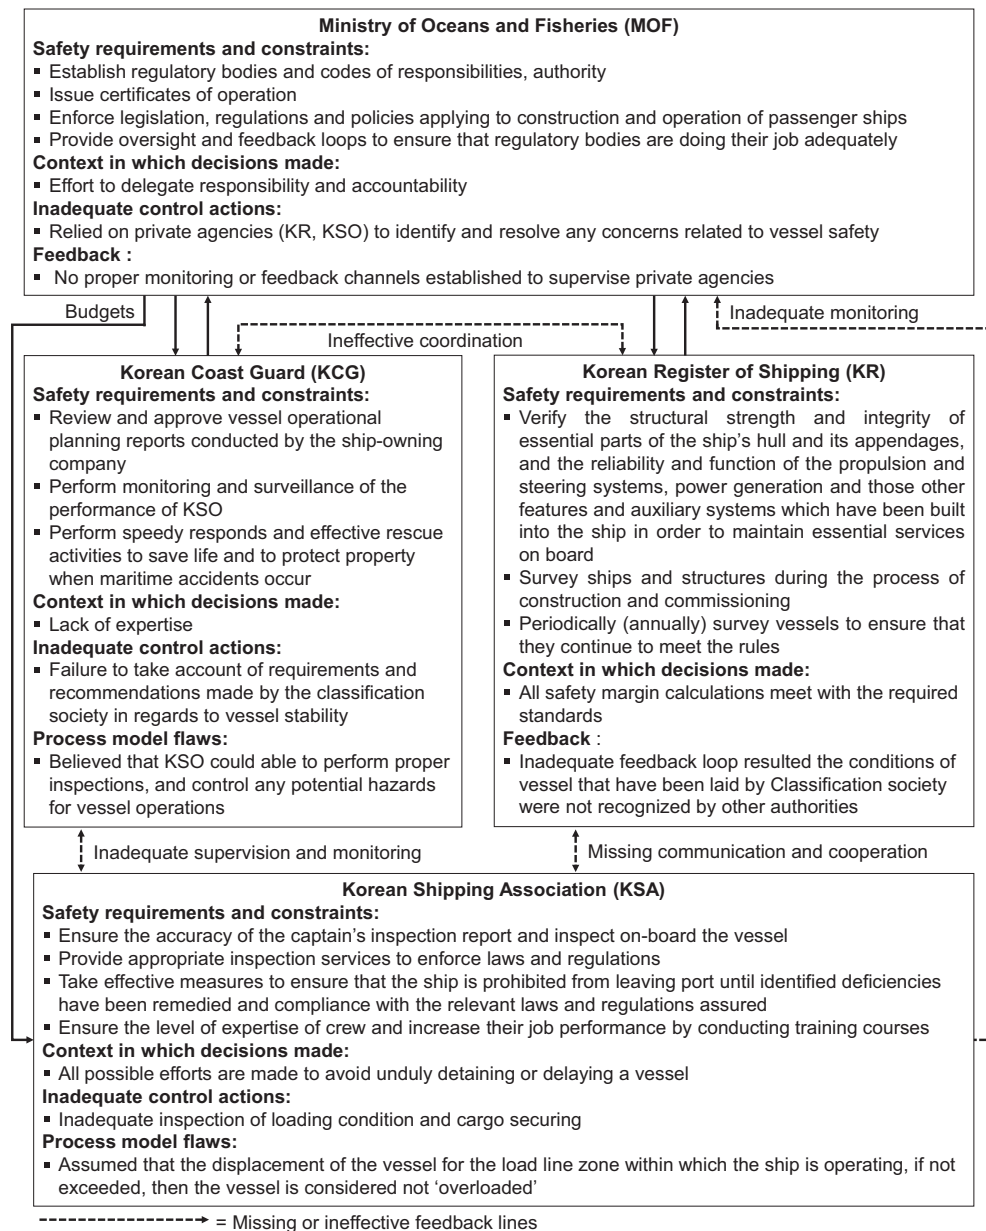 Ministry of Oceans and Fisheries (MOF)
Safety requirements and constraints:
▪ Establish regulatory bodies and codes of responsibilities, authority
▪ Issue certificates of operation
▪ Enforce legislation, regulations and policies applying to construction and operation of passenger ships
▪ Provide oversight and feedback loops to ensure that regulatory bodies are doing their job adequately
Context in which decisions made:
▪ Effort to delegate responsibility and accountability
Inadequate control actions:
▪ Relied on private agencies (KR, KSO) to identify and resolve any concerns related to vessel safety
Feedback :
▪ No proper monitoring or feedback channels established to supervise private agencies
Budgets
Inadequate monitoring
Ineffective coordination
Korean Coast Guard (KCG)
Safety requirements and constraints:
▪ Review and approve vessel operational
planning reports conducted by the ship-owning
company
▪ Perform monitoring and surveillance of the
performance of KSO
▪ Perform speedy responds and effective rescue
activities to save life and to protect property
when maritime accidents occur
Context in which decisions made:
▪ Lack of expertise
Inadequate control actions:
▪ Failure to take account of requirements and
recommendations made by the classification
society in regards to vessel stability
Process model flaws:
▪ Believed that KSO could able to perform proper
inspections, and control any potential hazards
for vessel operations
Korean Register of Shipping (KR)
Safety requirements and constraints:
▪ Verify the structural strength and integrity of
essential parts of the ship's hull and its appendages,
and the reliability and function of the propulsion and
steering systems, power generation and those other
features and auxiliary systems which have been built
into the ship in order to maintain essential services
on board
▪ Survey ships and structures during the process of
construction and commissioning
▪ Periodically (annually) survey vessels to ensure that
they continue to meet the rules
Context in which decisions made:
▪ All safety margin calculations meet with the required
standards
Feedback :
▪ Inadequate feedback loop resulted the conditions of
vessel that have been laid by Classification society
were not recognized by other authorities
Inadequate supervision and monitoring
Missing communication and cooperation
Korean Shipping Association (KSA)
Safety requirements and constraints:
▪ Ensure the accuracy of the captain's inspection report and inspect on-board the vessel
▪ Provide appropriate inspection services to enforce laws and regulations
▪ Take effective measures to ensure that the ship is prohibited from leaving port until identified deficiencies
have been remedied and compliance with the relevant laws and regulations assured
▪ Ensure the level of expertise of crew and increase their job performance by conducting training courses
Context in which decisions made:
▪ All possible efforts are made to avoid unduly detaining or delaying a vessel
Inadequate control actions:
▪ Inadequate inspection of loading condition and cargo securing
Process model flaws:
▪ Assumed that the displacement of the vessel for the load line zone within which the ship is operating, if not
exceeded, then the vessel is considered not 'overloaded'
= Missing or ineffective feedback lines